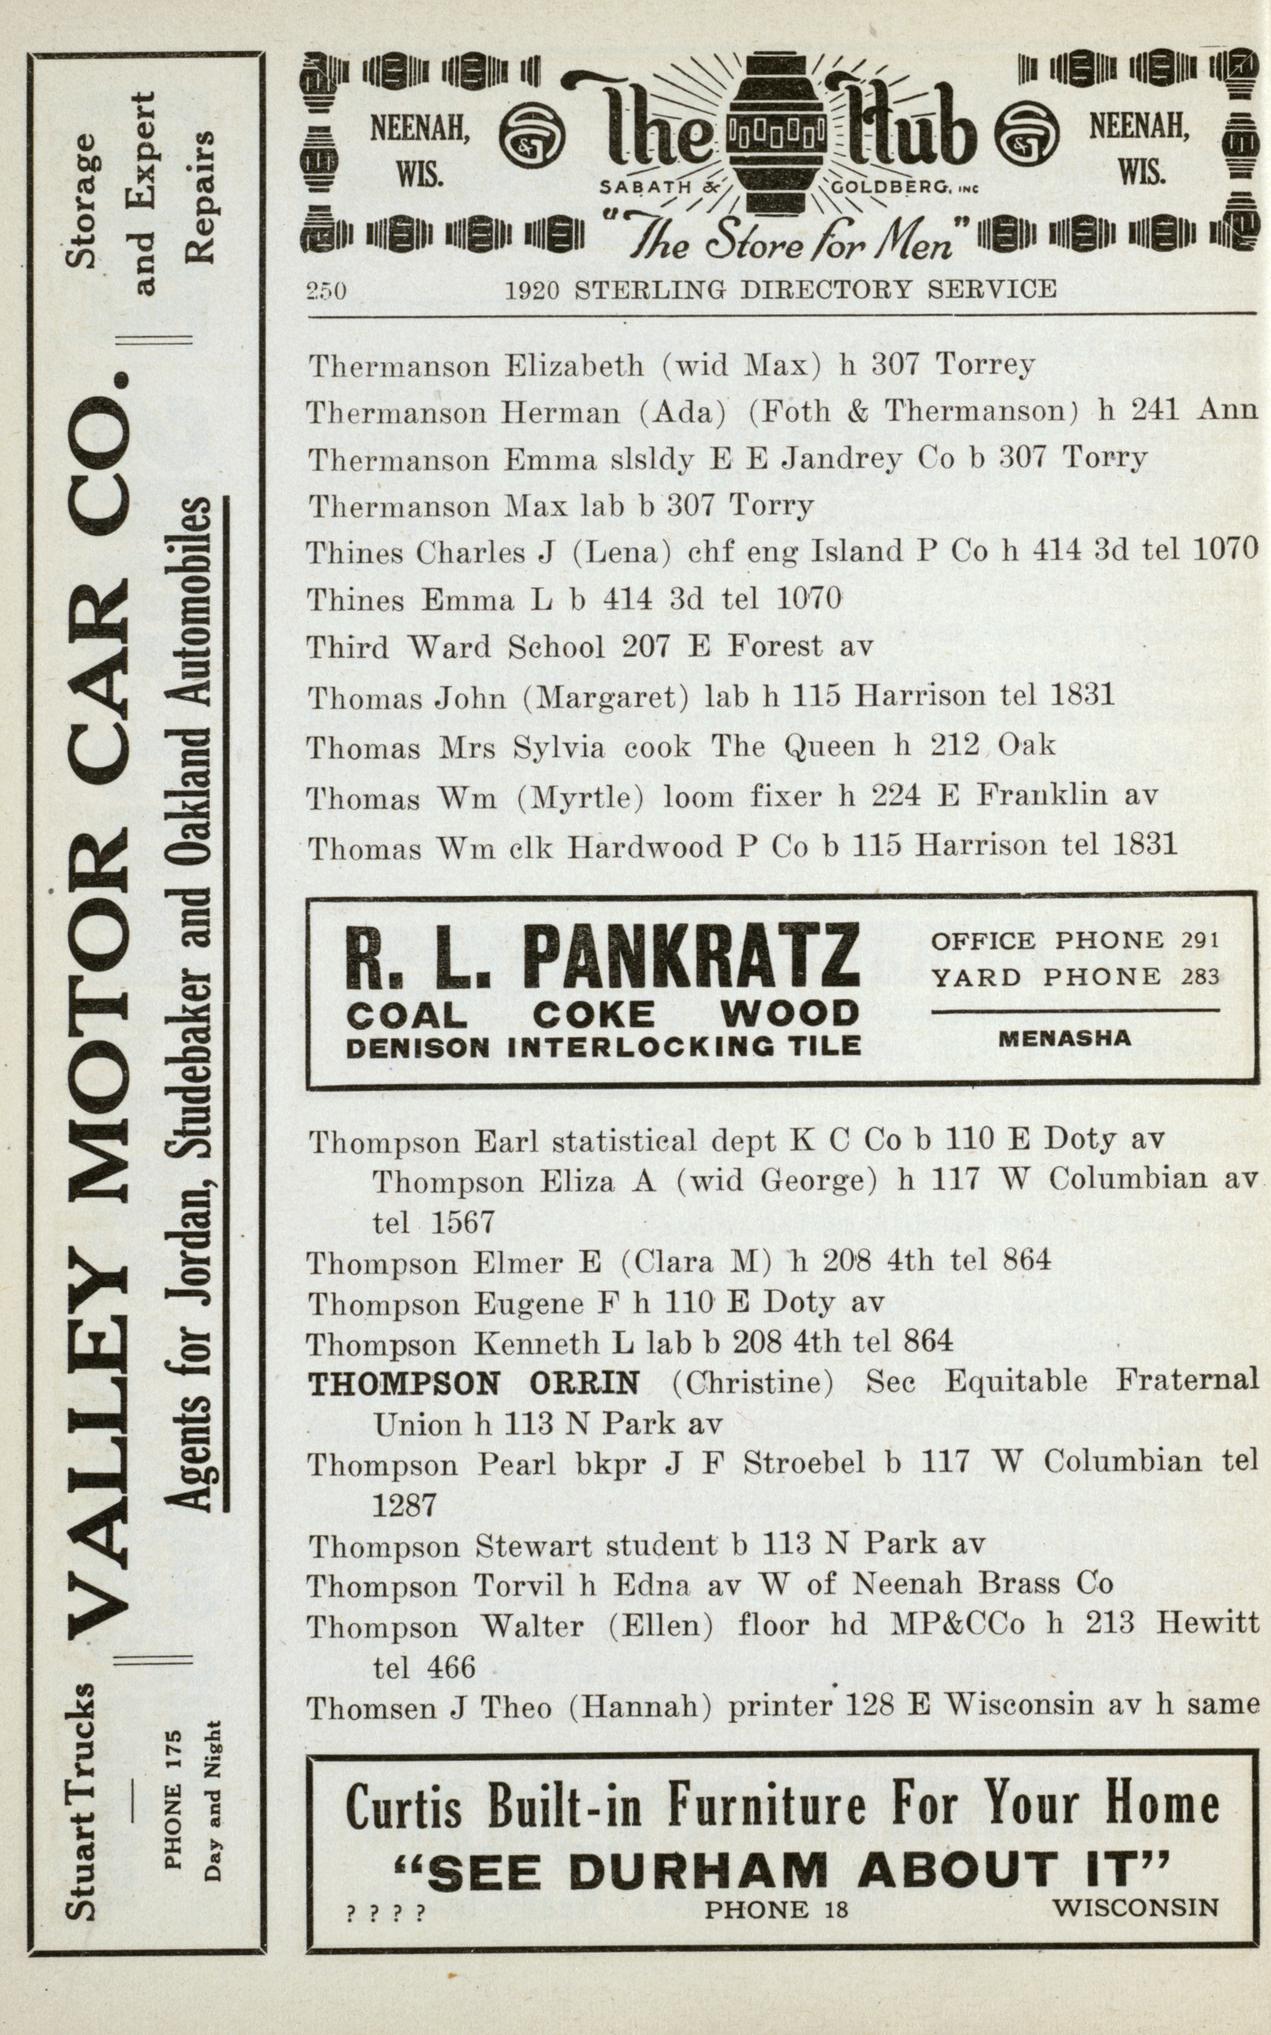 Storage
and Expert
Repairs
VALLEY MOTOR CAR CO.
Agents for Jordan, Studebaker and Oakland Automobiles
Stuart Trucks
PHONE 175
Day and Night
NEENAH,
WIS.
The Hub
SABATH & GOLDBERG, INC
"The Store for Men"
NEENAH,
WIS.
250 1920 STERLING DIRECTORY SERVICE
Thermanson Elizabeth (wid Max) h 307 Torrey
Thermanson Herman (Ada) (Foth & Thermanson) h 241 Ann
Thermanson Emma slsldy E E Jandrey Co b 307 Torry
Thermanson Max lab b 307 Torry
Thines Charles J (Lena) chf eng Island P Co h 414 3d tel 1070
Thines Emma L b 414 3d tel 1070
Third Ward School 207 E Forest av
Thomas John (Margaret) lab h 115 Harrison tel 1831
Thomas Mrs Sylvia cook The Queen h 212 Oak
Thomas Wm (Myrtle) loom fixer h 224 E Franklin av
Thomas Wm clk Hardwood P Co b 115 Harrison tel 1831
R. L. PANKRATZ
COAL COKE WOOD
DENISON INTERLOCKING TILE
OFFICE PHONE 291
YARD PHONE 283
MENASHA
Thompson Earl statistical dept K C Co b 110 E Doty av
Thompson Eliza A (wid George) h 117 W Columbian av
tel 1567
Thompson Elmer E (Clara M) h 208 4th tel 864
Thompson Eugene F h 110 E Doty av
Thompson Kenneth L lab b 208 4th tel 864
THOMPSON ORRIN (Christine) Sec Equitable Fraternal
Union h 113 N Park av
Thompson Pearl bkpr J F Stroebel b 117 W Columbian tel
1287
Thompson Stewart student b 113 N Park av
Thompson Torvil h Edna av W of Neenah Brass Co
Thompson Walter (Ellen) floor hd MP&CCo h 213 Hewitt
tel 466
Thomsen J Theo (Hannah) printer 128 E Wisconsin av h same
Curtis Built-in Furniture For Your Home
"SEE DURHAM ABOUT IT"
? ? ? ? PHONE 18 WISCONSIN